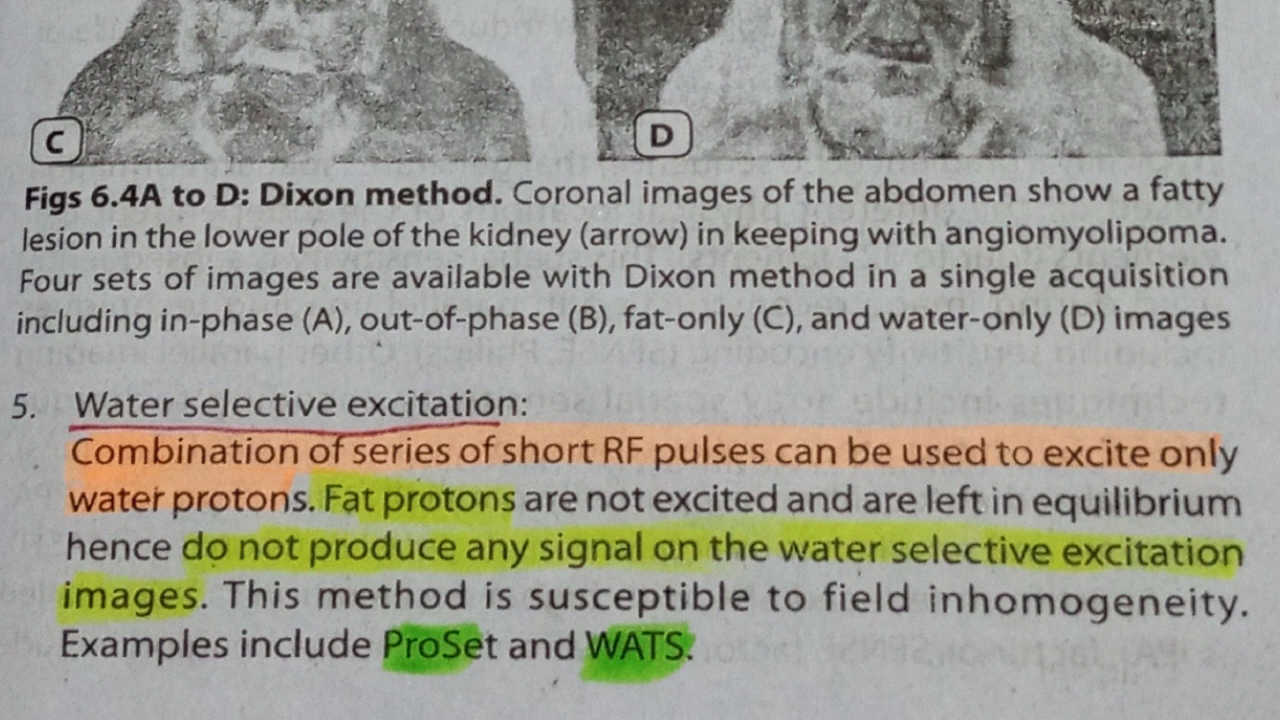 C
D
Figs 6.4A to D: Dixon method. Coronal images of the abdomen show a fatty
lesion in the lower pole of the kidney (arrow) in keeping with angiomyolipoma.
Four sets of images are available with Dixon method in a single acquisition
including in-phase (A), out-of-phase (B), fat-only (C), and water-only (D) images
5. Water selective excitation:
Combination of series of short RF pulses can be used to excite only
water protons. Fat protons are not excited and are left in equilibrium
hence do not produce any signal on the water selective excitation
images. This method is susceptible to field inhomogeneity.
Examples include ProSet and WATS.